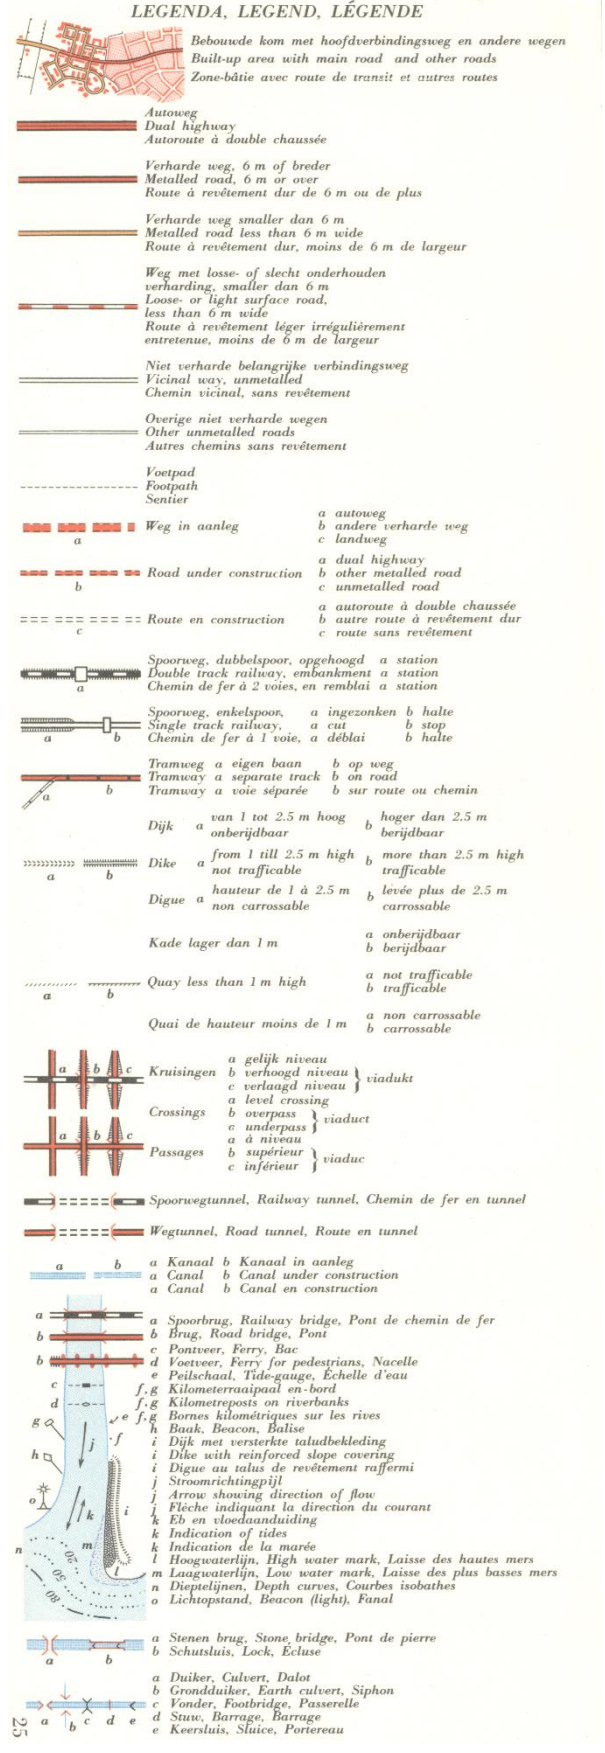 LEGENDA, LEGEND, LÉGENDE
Bebouwde kom met hoofdverbindingsweg en andere wegen
Built-up area with main road and other roads
Zone-bâtie avec route de transit et autres routes
Autoweg
Dual highway
Autoroute à double chaussée
Verharde weg, 6 m of breder
Metalled road, 6 m or over
Route à revêtement dur de 6 m ou de plus
Verharde weg smaller dan 6 m
Metalled road less than 6 m wide
Route à revêtement dur, moins de 6 m de largeur
Weg met losse- of slecht onderhouden
verharding, smaller dan 6 m
Loose- or light surface road,
less than 6 m wide
Route à revêtement léger irrégulièrement
entretenue, moins de 6 m de largeur
Niet verharde belangrijke verbindingsweg
Vicinal way, unmetalled
Chemin vicinal, sans revêtement
Overige niet verharde wegen
Other unmetalled roads
Autres chemins sans revêtement
Voetpad
Footpath
Sentier
a autoweg
Weg in aanleg b andere verharde weg
a c landweg
a dual highway
Road under construction b other metalled road
b c unmetalled road
a autoroute à double chaussée
Route en construction b autre route à revêtement dur
c c route sans revêtement
Spoorweg, dubbelspoor, opgehoogd a station
Double track railway, embankment a station
a Chemin de fer à 2 voies, en remblai a station
Spoorweg, enkelspoor, a ingezonken b halte
Single track railway, a cut b stop
a b Chemin de fer à 1 voie, a déblai b halte
Tramweg a eigen baan b op weg
Tramway a separate track b on road
a b Tramway a voie séparée b sur route ou chemin
Dijk a van 1 tot 2.5 m hoog b hoger dan 2.5 m
onberijdbaar berijdbaar
Dike a from 1 till 2.5 m high b more than 2.5 m high
a b not trafficable trafficable
Digue a hauteur de 1 à 2.5 m b levée plus de 2.5 m
non carrossable carrossable
Kade lager dan 1 m a onberijdbaar
b berijdbaar
Quay less than 1 m high a not trafficable
a b b trafficable
Quai de hauteur moins de 1 m a non carrossable
b carrossable
a gelijk niveau
a b c Kruisingen b verhoogd niveau } viadukt
c verlaagd niveau
a level crossing
Crossings b overpass } viaduct
c underpass
a b c a à niveau
Passages b supérieur } viaduc
c inférieur
Spoorwegtunnel, Railway tunnel, Chemin de fer en tunnel
Wegtunnel, Road tunnel, Route en tunnel
a b a Kanaal b Kanaal in aanleg
a Canal b Canal under construction
a Canal b Canal en construction
a a Spoorbrug, Railway bridge, Pont de chemin de fer
b b Brug, Road bridge, Pont
c Pontveer, Ferry, Bac
b d Voetveer, Ferry for pedestrians, Nacelle
e Peilschaal, Tide-gauge, Échelle d'eau
c f,g Kilometerraaipaal en -bord
d f,g Kilometreposts on riverbanks
g e f,g Bornes kilométriques sur les rives
h Baak, Beacon, Balise
j f i Dijk met versterkte taludbekleding
h i Dike with reinforced slope covering
i Digue au talus de revêtement raffermi
j Stroomrichtingpijl
o j Arrow showing direction of flow
i j Flèche indiquant la direction du courant
k k Eb en vloedaanduiding
k Indication of tides
m k Indication de la marée
n l Hoogwaterlijn, High water mark, Laisse des hautes mers
l m Laagwaterlijn, Low water mark, Laisse des plus basses mers
20 n Dieptelijnen, Depth curves, Courbes isobathes
50 80 o Lichtopstand, Beacon (light), Fanal
a Stenen brug, Stone bridge, Pont de pierre
a b b Schutsluis, Lock, Écluse
a Duiker, Culvert, Dalot
b Grondduiker, Earth culvert, Siphon
c Vonder, Footbridge, Passerelle
a b c d e d Stuw, Barrage, Barrage
e Keersluis, Sluice, Portereau
25